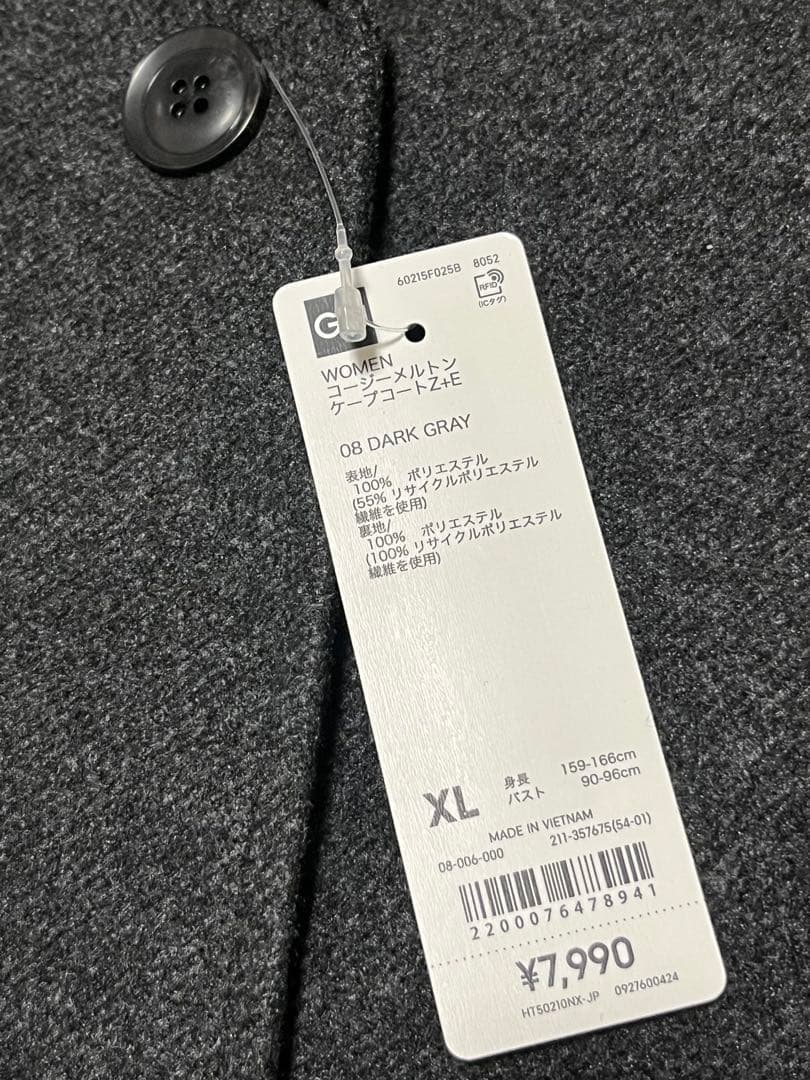 60215F025B 8052
RFID
(ICタグ)
G
WOMEN
コージーメルトン
ケープコートZ+E
08 DARK GRAY
表地/
100% ポリエステル
(55% リサイクルポリエステル
繊維を使用)
裏地/
100% ポリエステル
(100% リサイクルポリエステル
繊維を使用)
XL
身長 159-166cm
バスト 90-96cm
MADE IN VIETNAM
08-006-000 211-357675(54-01)
2200076478941
¥7,990
HT50210NX-JP 0927600424